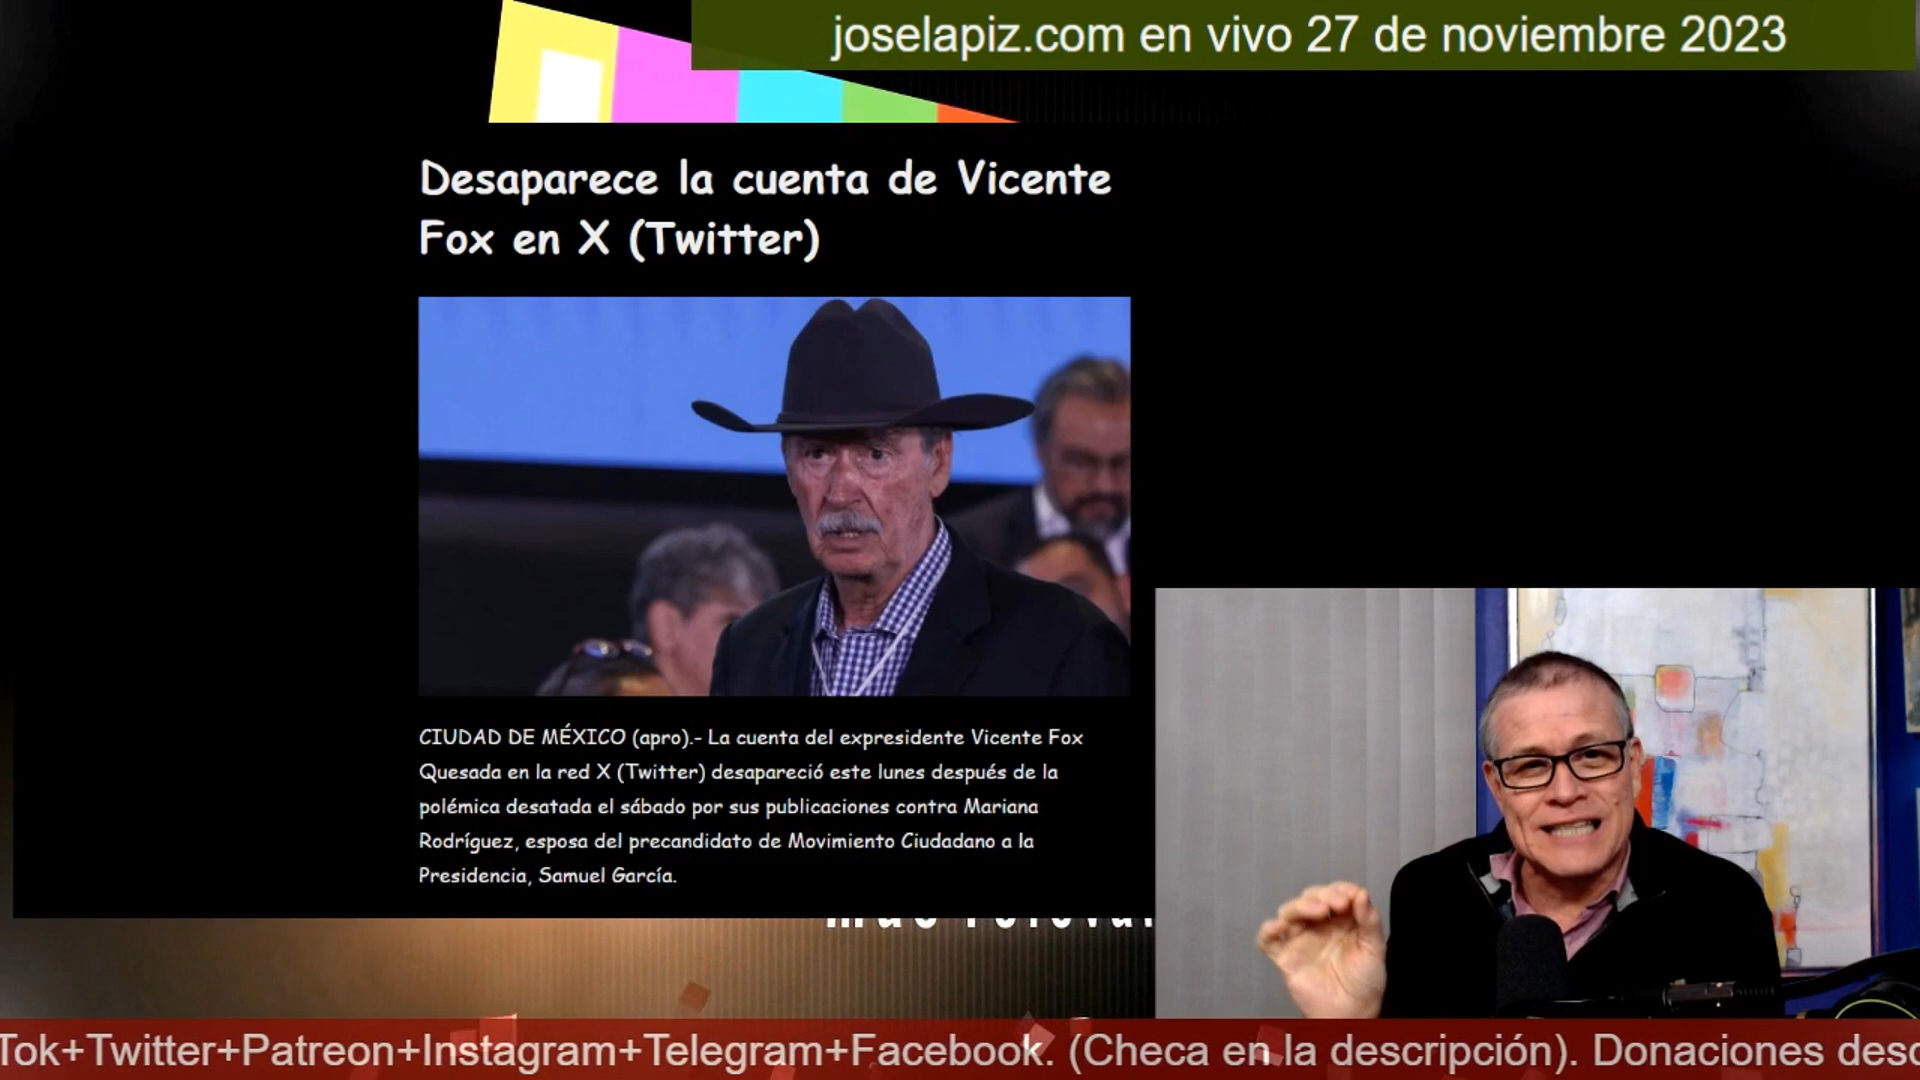 joselapiz.com en vivo 27 de noviembre 2023
Desaparece la cuenta de Vicente
Fox en X (Twitter)
CIUDAD DE MÉXICO (apro).- La cuenta del expresidente Vicente Fox
Quesada en la red X (Twitter) desapareció este lunes después de la
polémica desatada el sábado por sus publicaciones contra Mariana
Rodríguez, esposa del precandidato de Movimiento Ciudadano a la
Presidencia, Samuel García.
Tok+Twitter+Patreon+Instagram+Telegram+Facebook. (Checa en la descripción). Donaciones desc